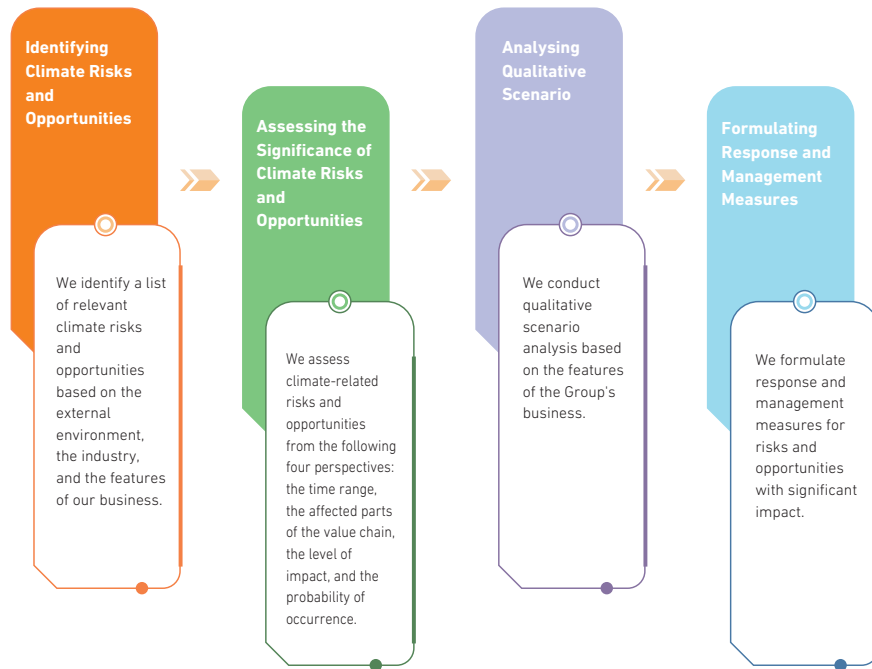 Identifying
Climate Risks
and
Opportunities
We identify a list
of relevant
climate risks
and
opportunities
based on the
external
environment,
the industry,
and the features
of our business.
Assessing the
Significance of
Climate Risks
and
Opportunities
We assess
climate-related
risks and
opportunities
from the following
four perspectives:
the time range,
the affected parts
of the value chain,
the level of
impact, and the
probability of
occurrence.
Analysing
Qualitative
Scenario
We conduct
qualitative
scenario
analysis based
on the features
of the Group's
business.
Formulating
Response and
Management
Measures
We formulate
response and
management
measures for
risks and
opportunities
with significant
impact.